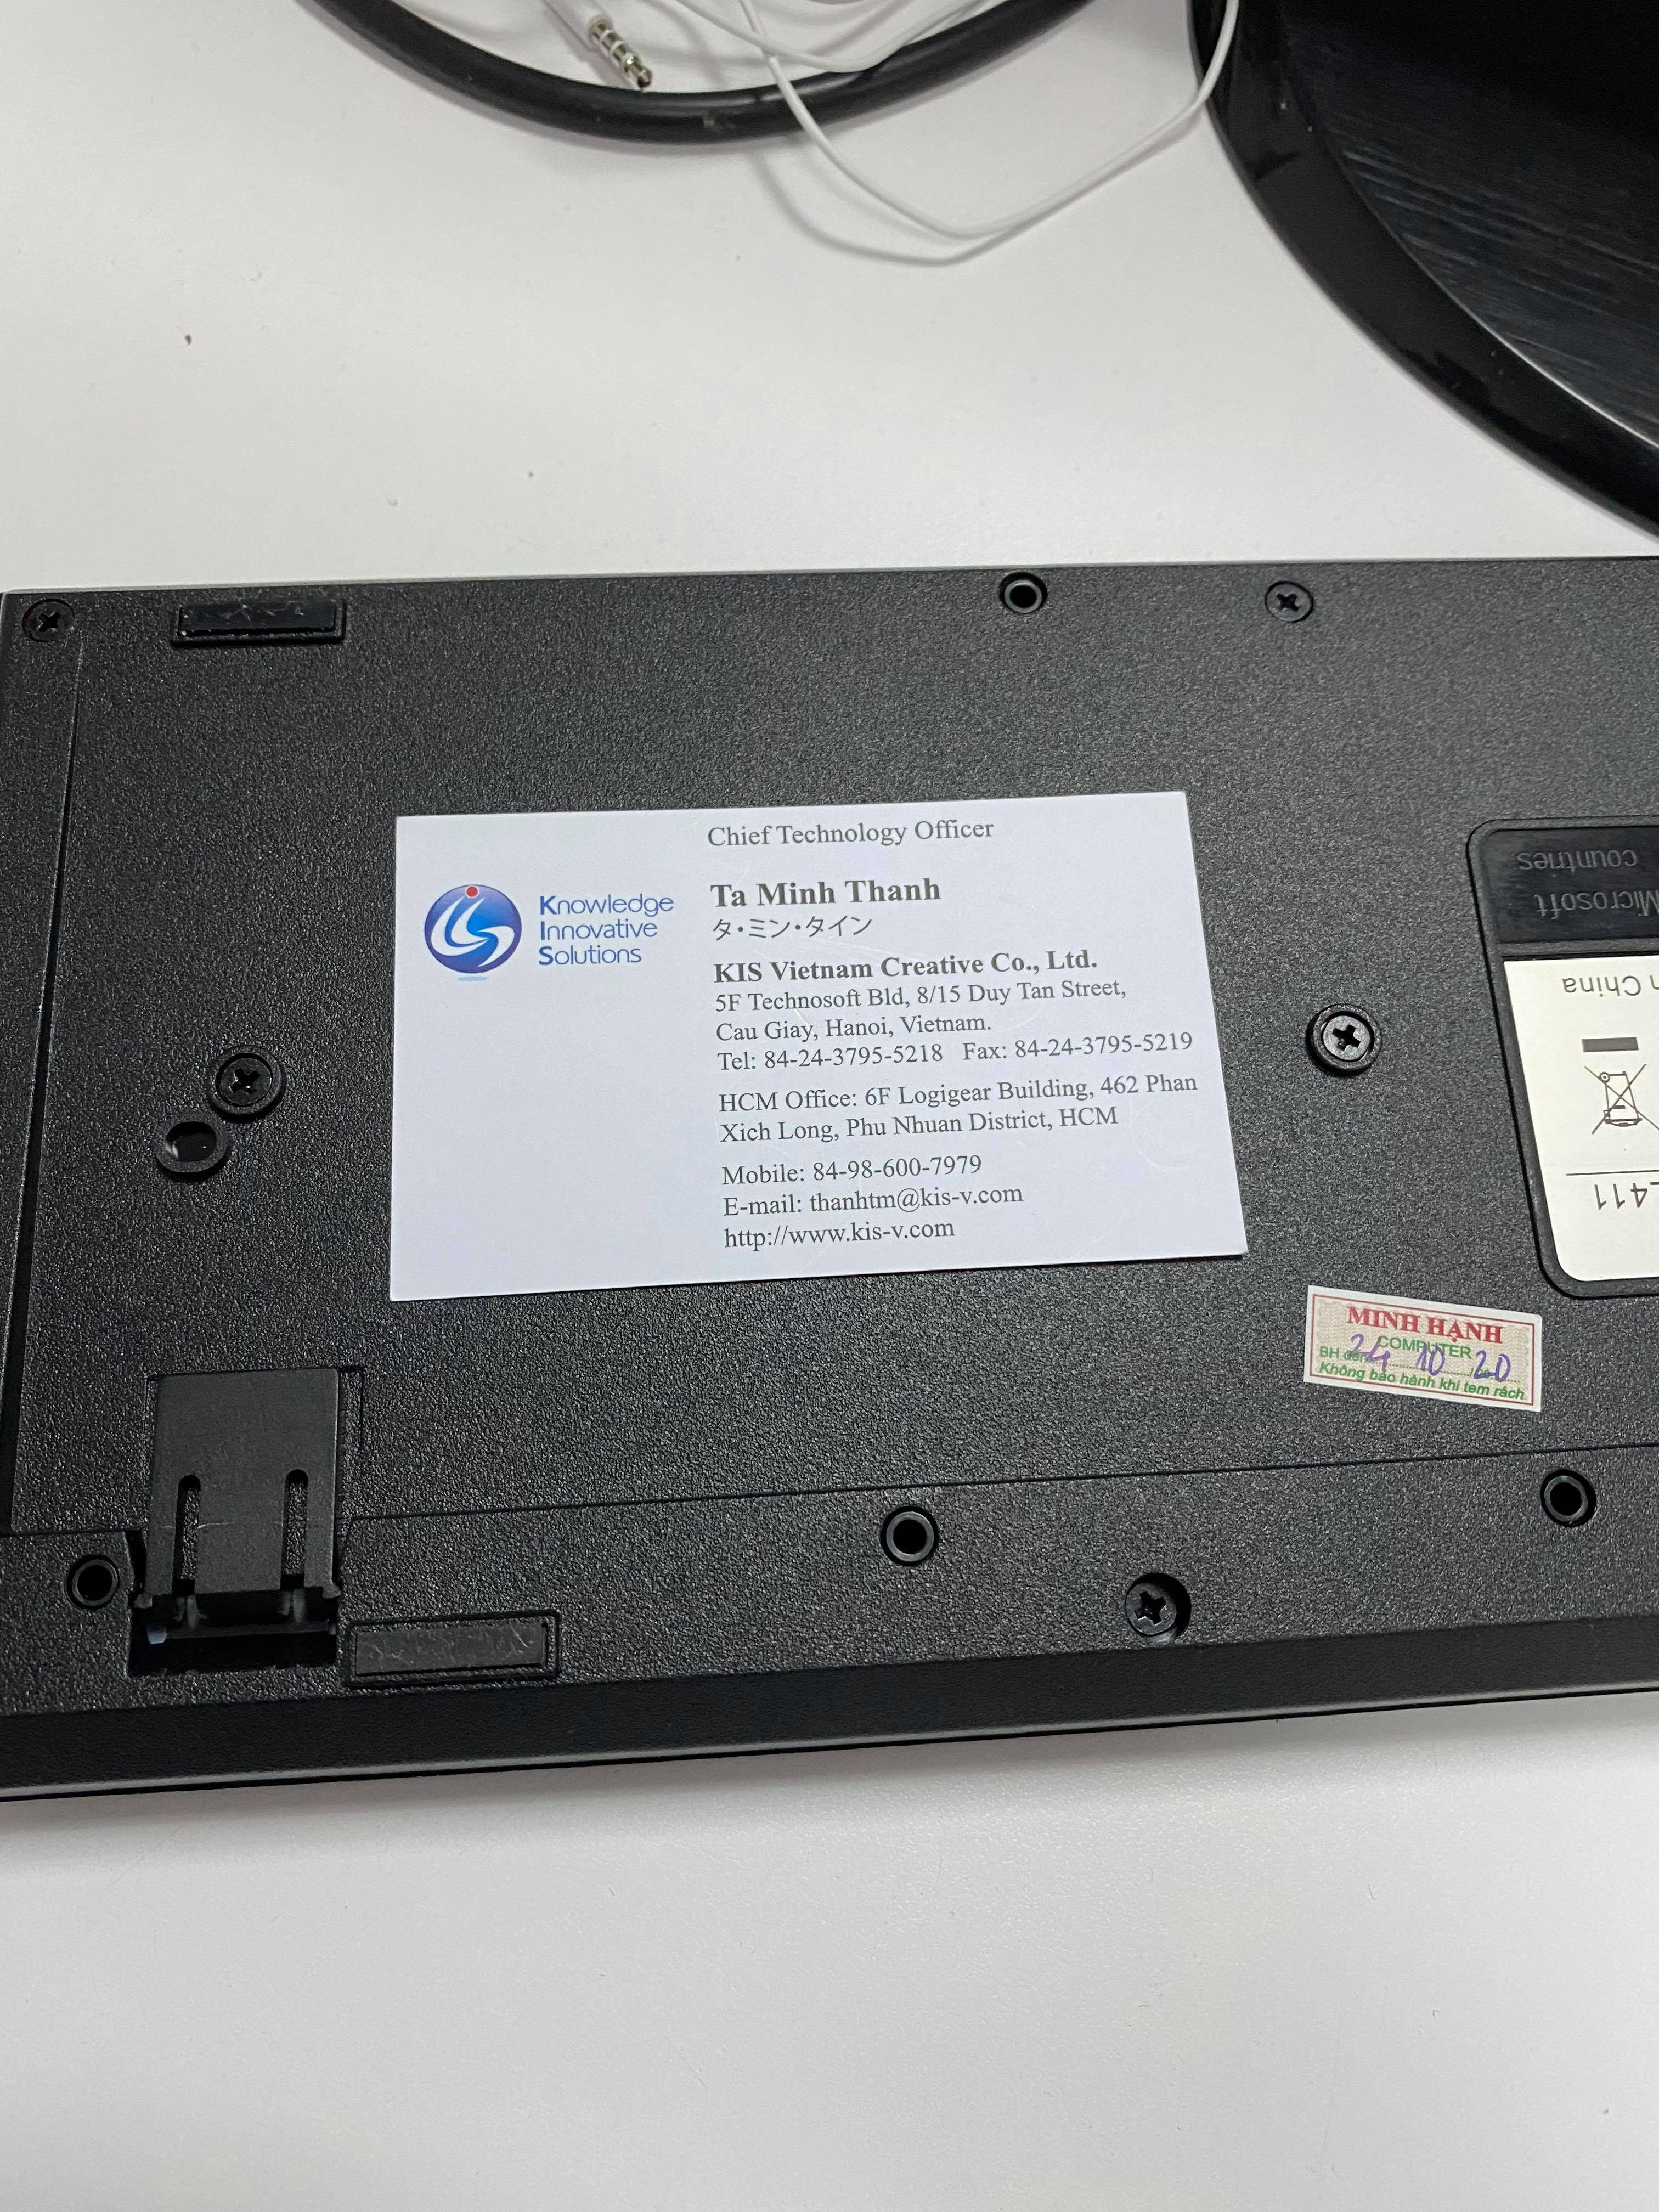 Chief Technology Officer
Knowledge
Innovative
Solutions
Ta Minh Thanh
タ・ミン・タイン
KIS Vietnam Creative Co., Ltd.
5F Technosoft Bld, 8/15 Duy Tan Street,
Cau Giay, Hanoi, Vietnam.
Tel: 84-24-3795-5218 Fax: 84-24-3795-5219
HCM Office: 6F Logigear Building, 462 Phan
Xich Long, Phu Nhuan District, HCM
Mobile: 84-98-600-7979
E-mail: thanhtm@kis-v.com
http://www.kis-v.com
countries
Microsoft
China
MINH HẠNH
COMPUTER
BH 24 10 20
Không bảo hành khi tem rách